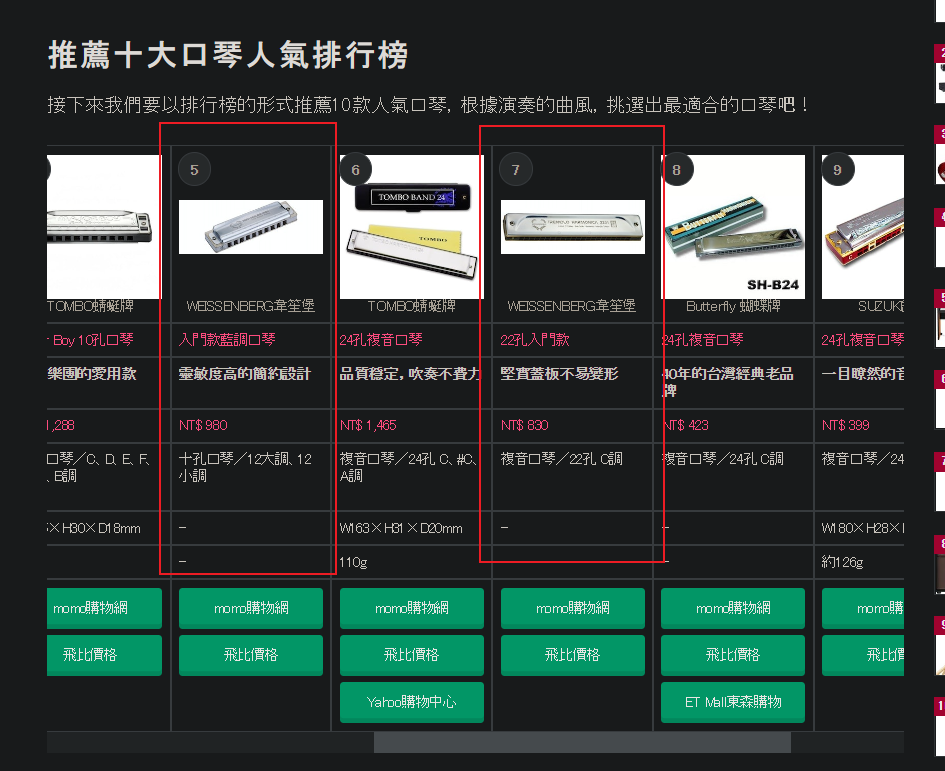 推薦十大口琴人氣排行榜
接下來我們要以排行榜的形式推薦10款人氣口琴，根據演奏的曲風，挑選出最適合的口琴吧！
5
6
7
8
9
TOMBO BAND 24
TOMBO
SH-B24
TOMBO蜻蜓牌
WEISSENBERG韋笙堡
TOMBO蜻蜓牌
WEISSENBERG韋笙堡
Butterfly 蝴蝶牌
SUZUK
Boy 10孔口琴
入門款藍調口琴
24孔複音口琴
22孔入門款
24孔複音口琴
24孔複音口琴
樂團的愛用款
靈敏度高的簡約設計
品質穩定，吹奏不費力
堅實蓋板不易變形
40年的台灣經典老品
牌
一目瞭然的音
1,288
NT$ 980
NT$ 1,465
NT$ 830
NT$ 423
NT$ 399
口琴／C、D、E、F、
、E調
十孔口琴／12大調、12
小調
複音口琴／24孔 C、#C、
A調
複音口琴／22孔 C調
複音口琴／24孔 C調
複音口琴／24
×H30×D18mm
–
W163×H31×D20mm
–
–
W180×H28×
–
110g
–
約126g
momo購物網
momo購物網
momo購物網
momo購物網
momo購物網
momo購
飛比價格
飛比價格
飛比價格
飛比價格
飛比價格
飛比
Yahoo購物中心
ET Mall東森購物
2
3
4
5
6
7
8
9
1